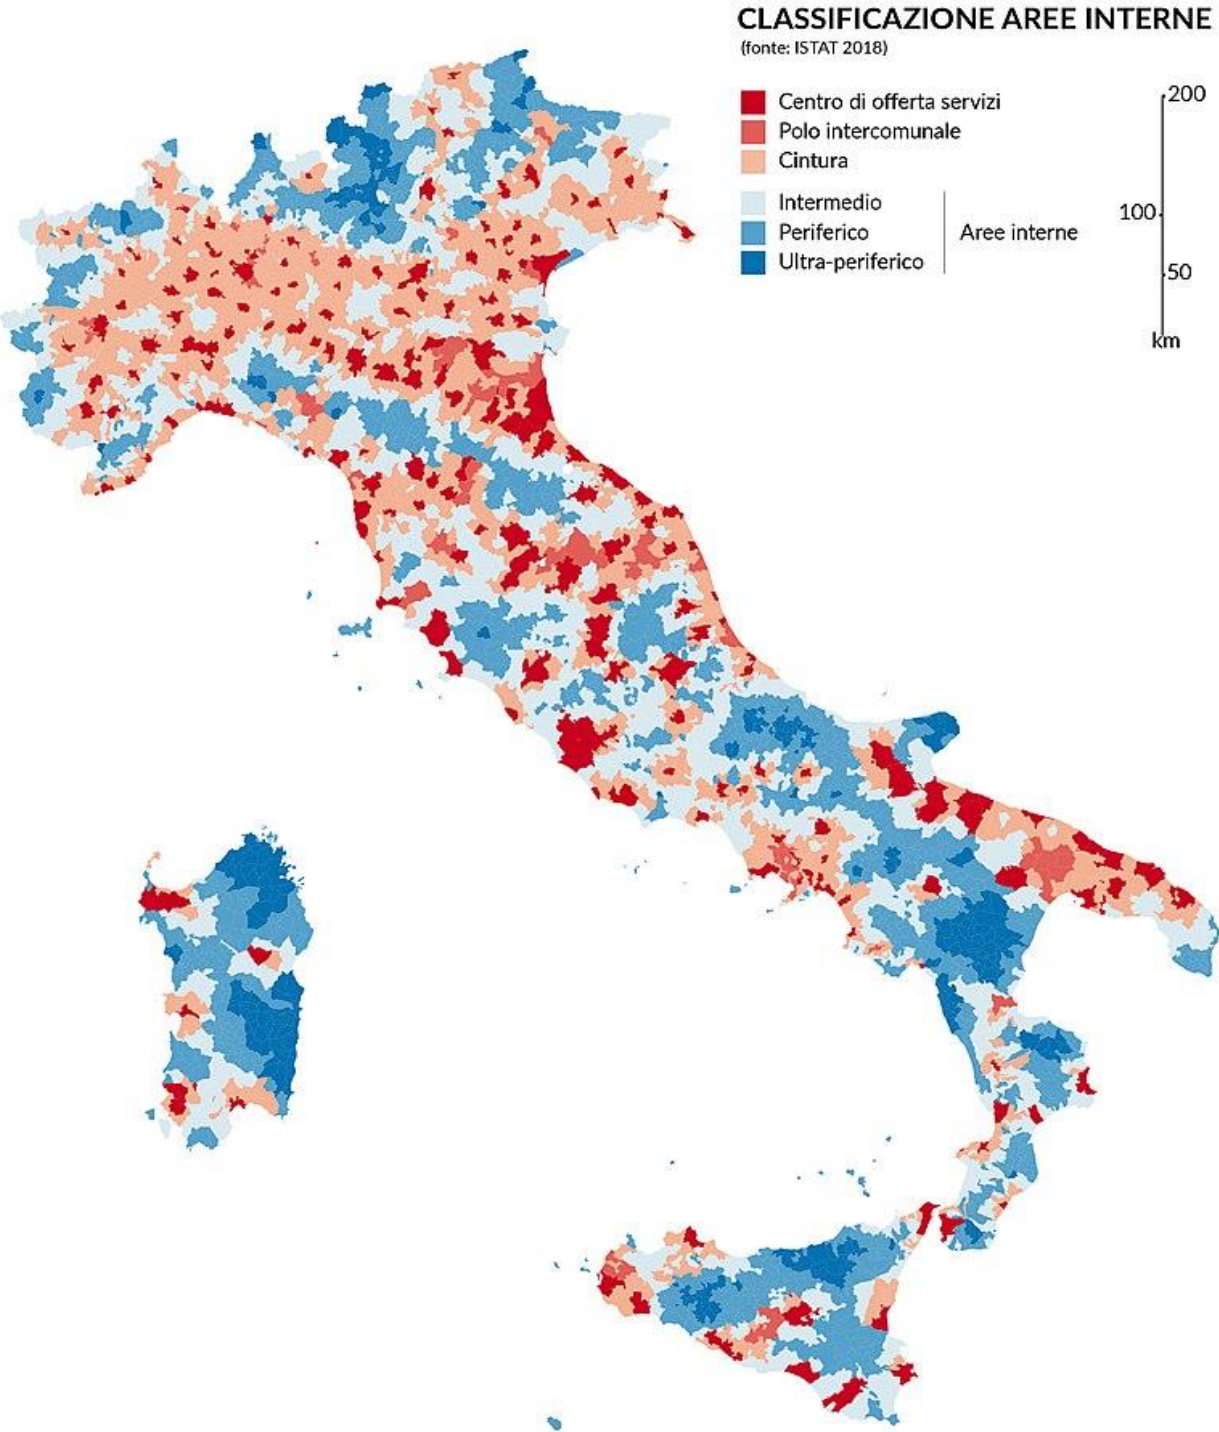 CLASSIFICAZIONE AREE INTERNE
(fonte: ISTAT 2018)
Centro di offerta servizi
Polo intercomunale
Cintura
Intermedio
Periferico
Ultra-periferico
Aree interne
200
100
50
km